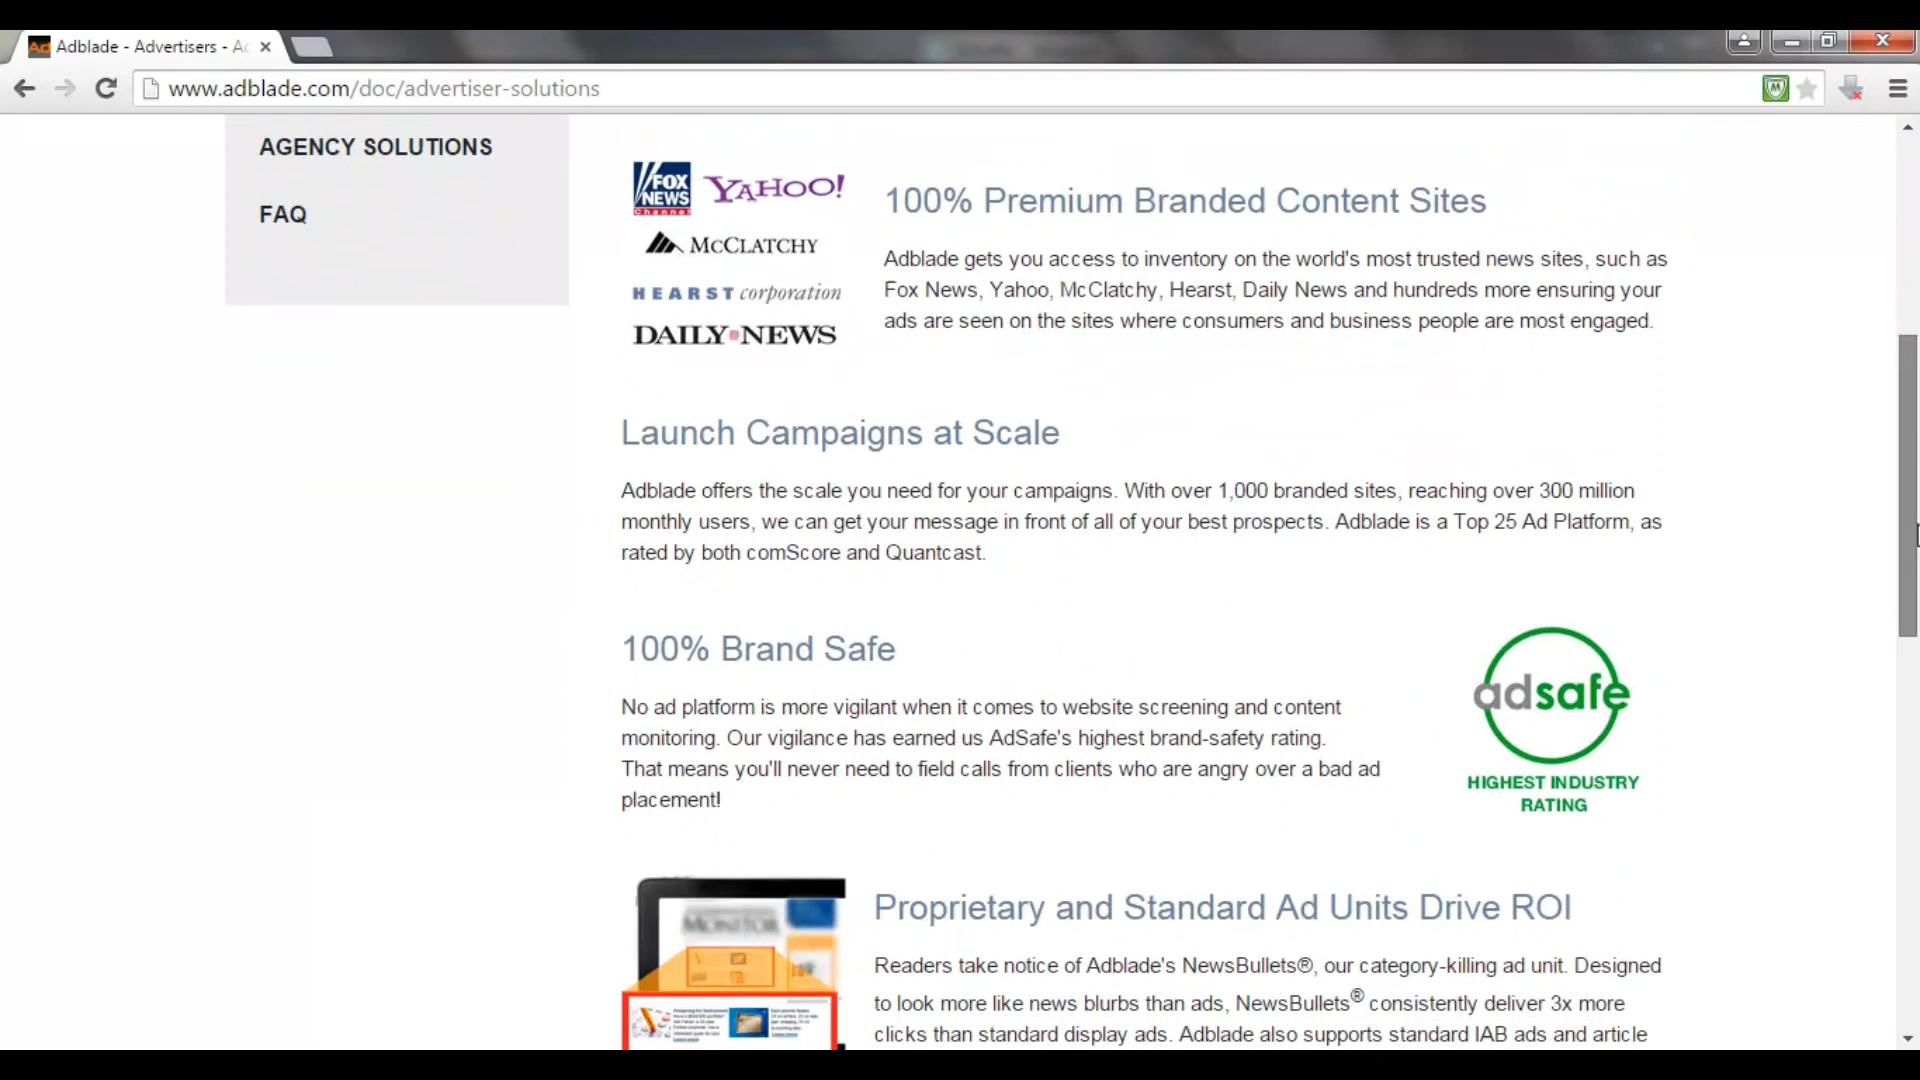 Adblade - Advertisers - Ad
www.adblade.com/doc/advertiser-solutions
AGENCY SOLUTIONS
FAQ
FOX
NEWS
Channel
YAHOO!
McCLATCHY
HEARST corporation
DAILY NEWS
100% Premium Branded Content Sites
Adblade gets you access to inventory on the world's most trusted news sites, such as
Fox News, Yahoo, McClatchy, Hearst, Daily News and hundreds more ensuring your
ads are seen on the sites where consumers and business people are most engaged.
Launch Campaigns at Scale
Adblade offers the scale you need for your campaigns. With over 1,000 branded sites, reaching over 300 million
monthly users, we can get your message in front of all of your best prospects. Adblade is a Top 25 Ad Platform, as
rated by both comScore and Quantcast.
100% Brand Safe
No ad platform is more vigilant when it comes to website screening and content
monitoring. Our vigilance has earned us AdSafe's highest brand-safety rating.
That means you'll never need to field calls from clients who are angry over a bad ad
placement!
adsafe
HIGHEST INDUSTRY
RATING
MONITOR
Proprietary and Standard Ad Units Drive ROI
Readers take notice of Adblade's NewsBullets®, our category-killing ad unit. Designed
to look more like news blurbs than ads, NewsBullets® consistently deliver 3x more
clicks than standard display ads. Adblade also supports standard IAB ads and article